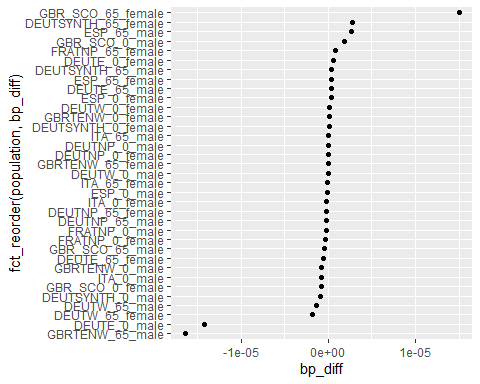 GBR_SCO_65_female
DEUTSYNTH_65_female
ESP_65_male
GBR_SCO_0_female
FRATNP_65_female
DEUTE_0_female
DEUTSYNTH_65_male
ESP_65_female
DEUTE_65_male
ESP_0_female
DEUTW_0_male
GBRTENW_0_female
DEUTSYNTH_0_female
ITA_65_male
DEUTNP_0_male
DEUTNP_0_female
GBRTENW_65_female
DEUTW_0_female
ITA_65_female
ESP_0_male
ITA_0_female
DEUTNP_65_female
DEUTNP_65_male
FRATNP_0_male
FRATNP_0_female
GBR_SCO_65_male
DEUTE_65_female
GBRTENW_0_male
ITA_0_male
GBR_SCO_0_male
DEUTSYNTH_0_male
DEUTW_65_male
DEUTW_65_female
DEUTE_0_male
GBRTENW_65_male
fct_reorder(population, bp_diff)
-1e-05 0e+00 1e-05
bp_diff